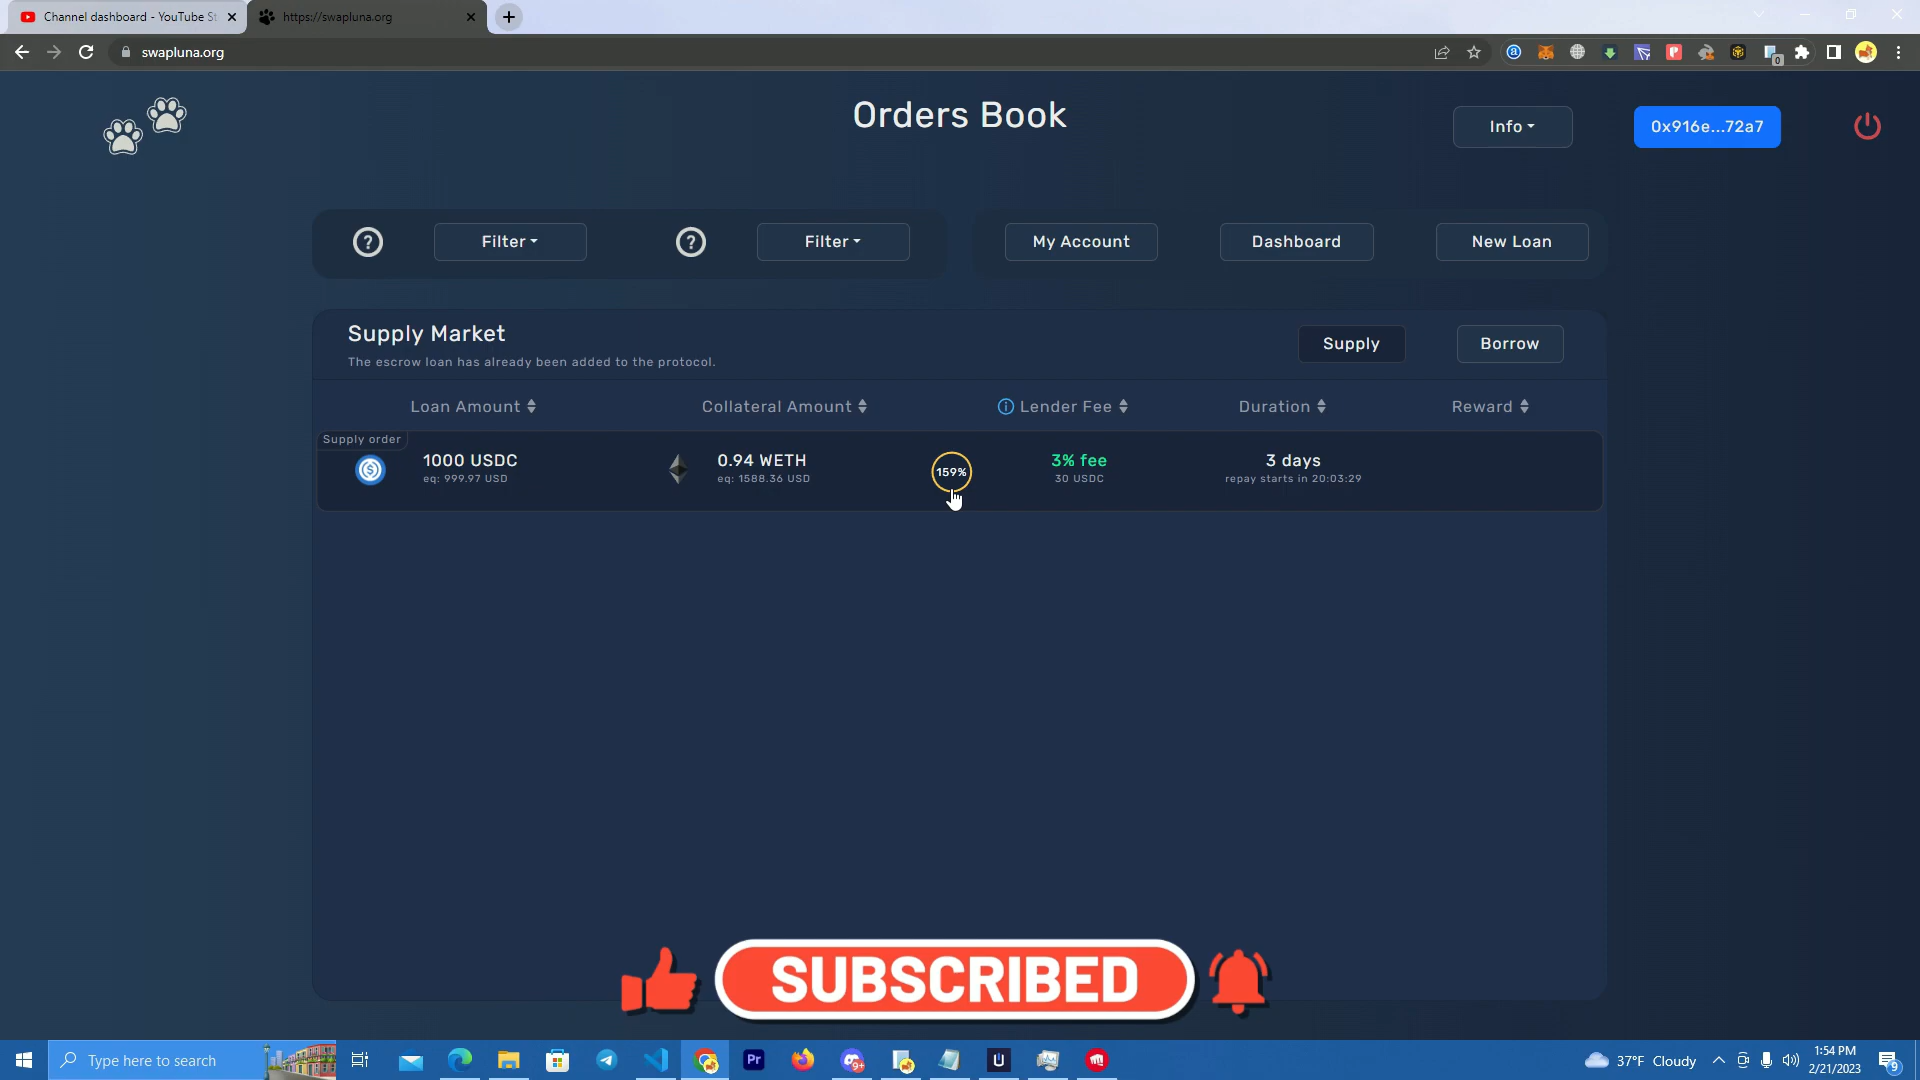 Channel dashboard - YouTube St
https://swapluna.org
swapluna.org
0
Orders Book
Info
0x916e...72a7
? Filter
? Filter
My Account
Dashboard
New Loan
Supply Market
The escrow loan has already been added to the protocol.
Supply
Borrow
Loan Amount
Collateral Amount
Lender Fee
Duration
Reward
Supply order
1000 USDC
eq: 999.97 USD
0.94 WETH
eq: 1588.36 USD
159%
3% fee
30 USDC
3 days
repay starts in 20:03:29
SUBSCRIBED
Type here to search
Pr
9+
U
37°F Cloudy
1:54 PM
2/21/2023
9